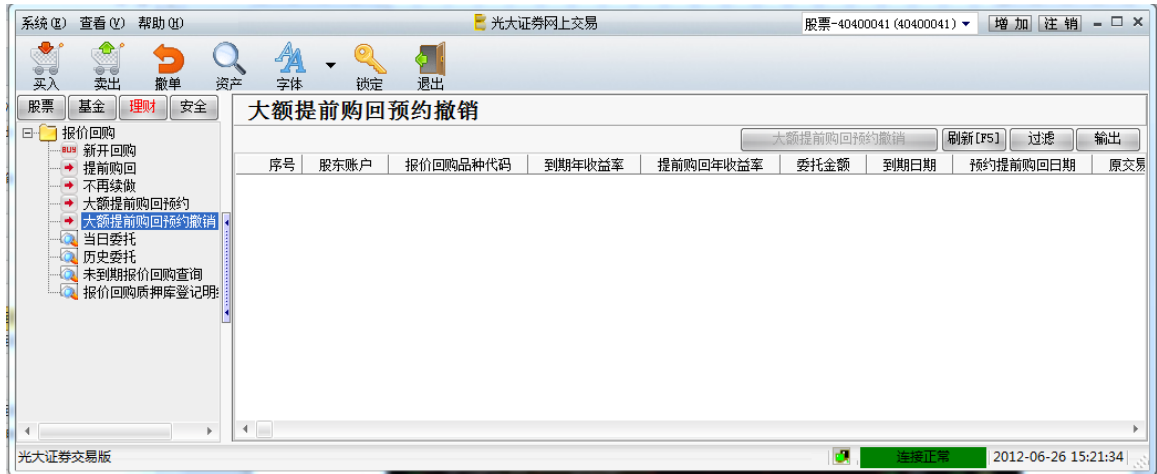 系统(E) 查看(V) 帮助(H) 光大证券网上交易 股票-40400041(40400041) 增加 注销
买入 卖出 撤单 资产 字体 锁定 退出
股票 基金 理财 安全
大额提前购回预约撤销
大额提前购回预约撤销 刷新[F5] 过滤 输出
序号 股东账户 报价回购品种代码 到期年收益率 提前购回年收益率 委托金额 到期日期 预约提前购回日期 原交易
报价回购
BUY 新开回购
提前购回
不再续做
大额提前购回预约
大额提前购回预约撤销
当日委托
历史委托
未到期报价回购查询
报价回购质押库登记明
光大证券交易版 连接正常 2012-06-26 15:21:34